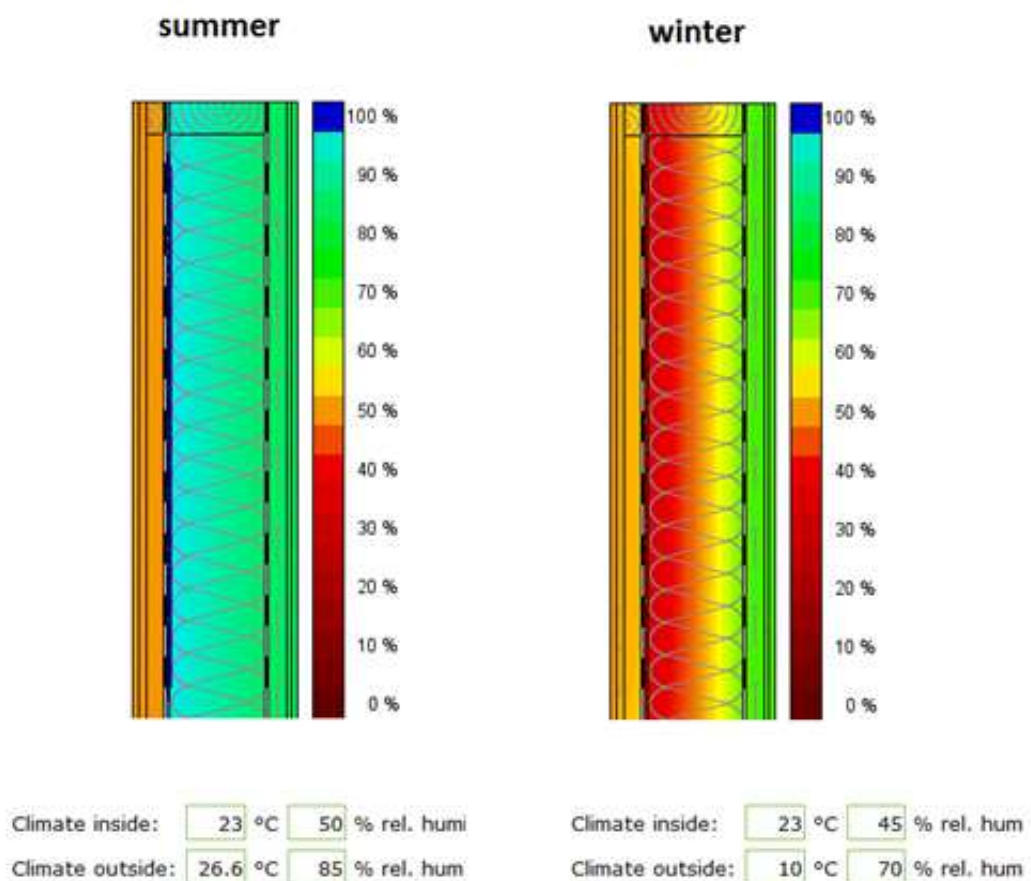 summer winter
100 % 100 %
90 % 90 %
80 % 80 %
70 % 70 %
60 % 60 %
50 % 50 %
40 % 40 %
30 % 30 %
20 % 20 %
10 % 10 %
0 % 0 %
Climate inside: 23 °C 50 % rel. humi Climate inside: 23 °C 45 % rel. hum
Climate outside: 26.6 °C 85 % rel. hum Climate outside: 10 °C 70 % rel. hum